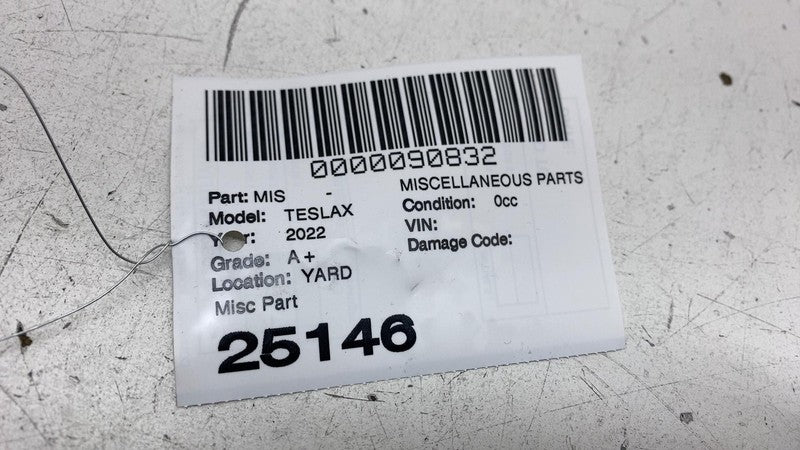 0000090832
Part: MIS - MISCELLANEOUS PARTS
Model: TESLAX Condition: 0cc
Year: 2022 VIN:
Grade: A+ Damage Code:
Location: YARD
Misc Part
25146